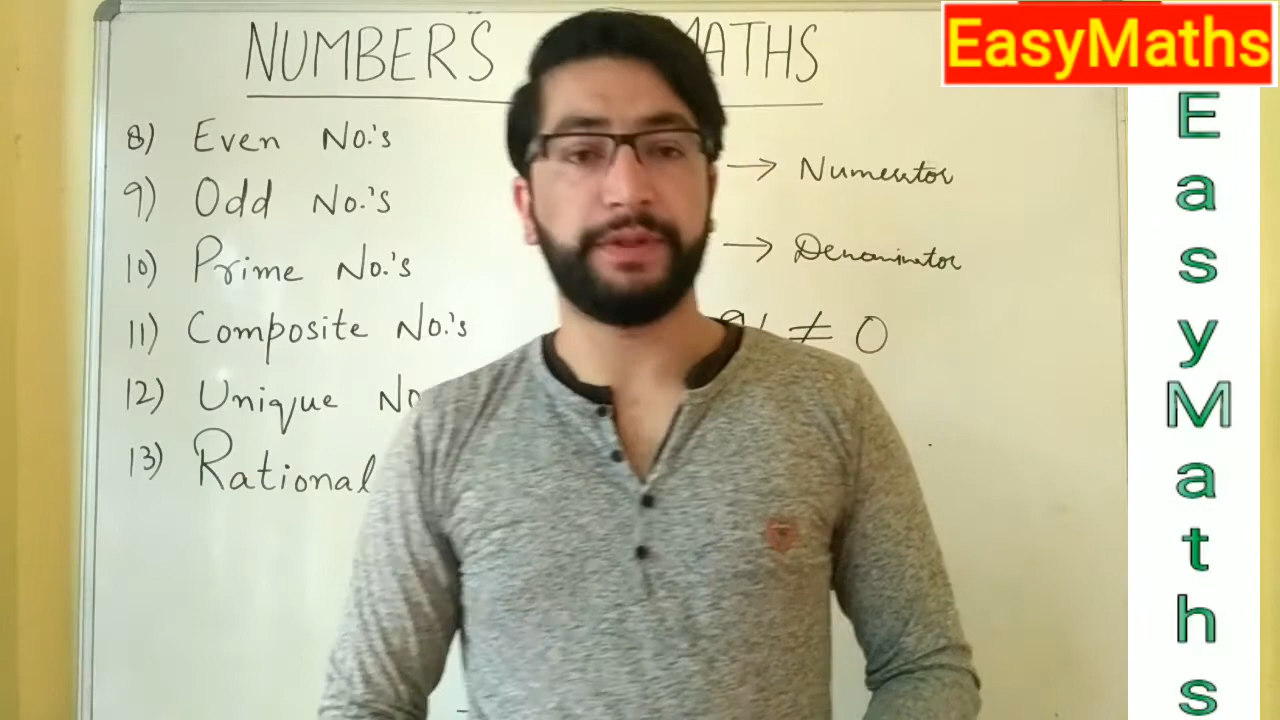 NUMBERS MATHS
8) Even No.'s
9) Odd No.'s
10) Prime No.'s
11) Composite No.'s
12) Unique No
13) Rational
→ Numerator
→ Denominator
≠ 0
EasyMaths
EasyMaths